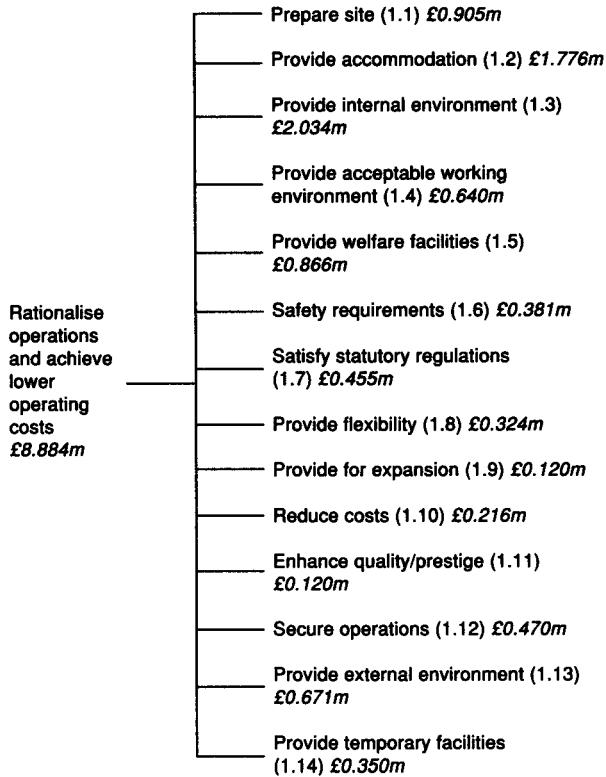 Prepare site (1.1) £0.905m
Provide accommodation (1.2) £1.776m
Provide internal environment (1.3)
£2.034m
Provide acceptable working
environment (1.4) £0.640m
Provide welfare facilities (1.5)
£0.866m
Rationalise
operations
and achieve
lower
operating
costs
£8.884m
Safety requirements (1.6) £0.381m
Satisfy statutory regulations
(1.7) £0.455m
Provide flexibility (1.8) £0.324m
Provide for expansion (1.9) £0.120m
Reduce costs (1.10) £0.216m
Enhance quality/prestige (1.11)
£0.120m
Secure operations (1.12) £0.470m
Provide external environment (1.13)
£0.671m
Provide temporary facilities
(1.14) £0.350m